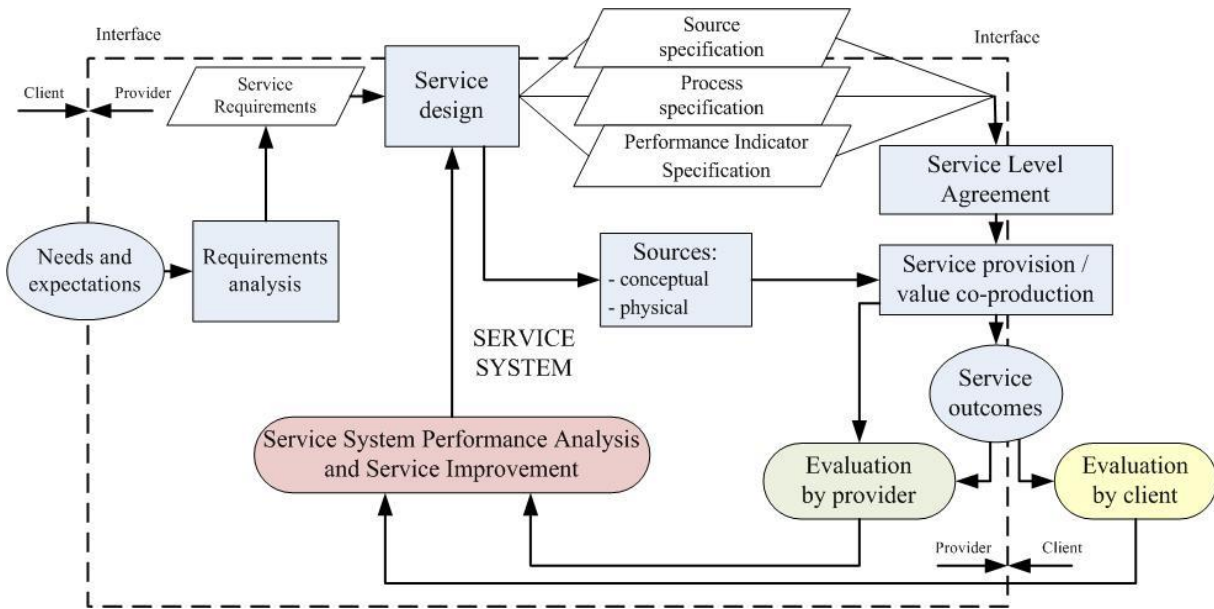 Interface
Interface
Client
Provider
Service
Requirements
Service
design
Source
specification
Process
specification
Performance Indicator
Specification
Service Level
Agreement
Needs and
expectations
Requirements
analysis
Sources:
- conceptual
- physical
Service provision /
value co-production
SERVICE
SYSTEM
Service
outcomes
Service System Performance Analysis
and Service Improvement
Evaluation
by provider
Evaluation
by client
Provider
Client